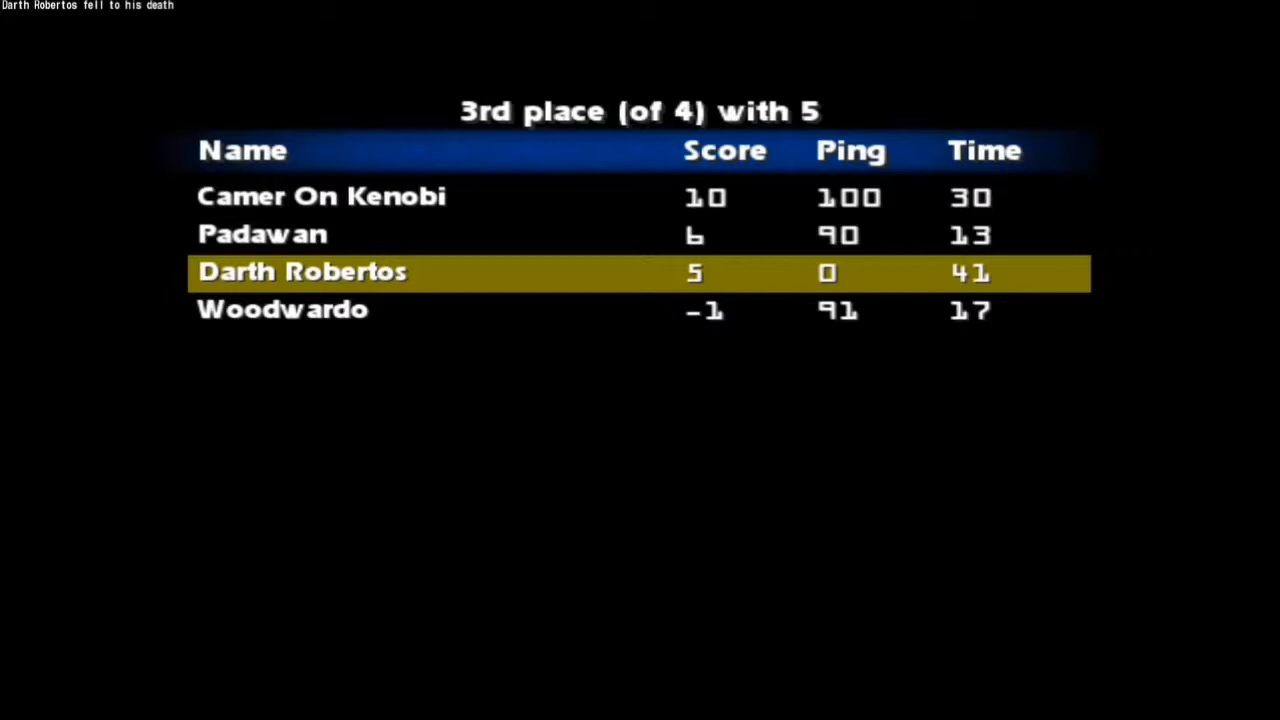 Darth Robertos fell to his death
3rd place (of 4) with 5
Name Score Ping Time
Camer On Kenobi 10 100 30
Padawan 6 90 13
Darth Robertos 5 0 41
Woodwardo -1 91 17